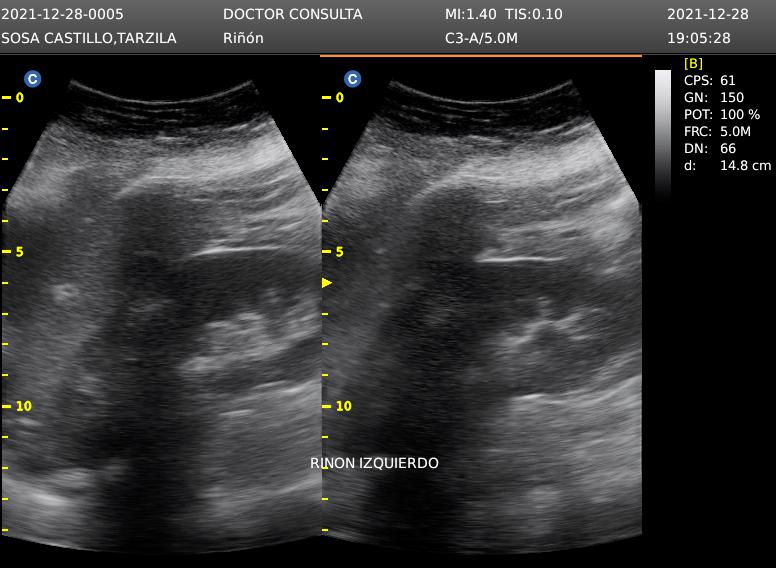 2021-12-28-0005 DOCTOR CONSULTA MI:1.40 TIS:0.10 2021-12-28
SOSA CASTILLO,TARZILA Riñón C3-A/5.0M 19:05:28
[B]
C C
CPS: 61
0 0
GN: 150
POT: 100 %
FRC: 5.0M
DN: 66
d: 14.8 cm
5 5
10 10
RINON IZQUIERDO